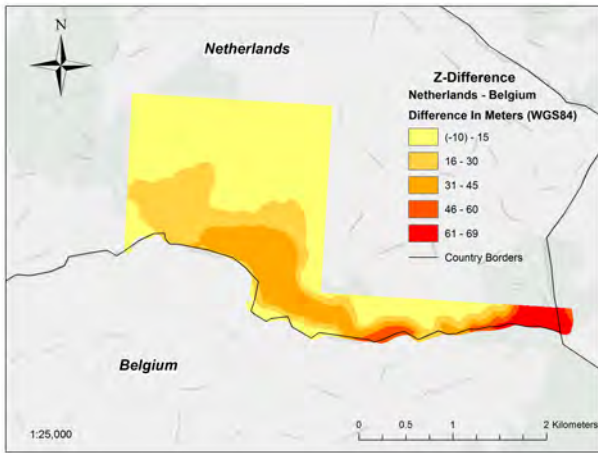 N
Netherlands
Z-Difference
Netherlands - Belgium
Difference In Meters (WGS84)
(-10) - 15
16 - 30
31 - 45
46 - 60
61 - 69
Country Borders
Belgium
1:25,000
0 0.5 1 2 Kilometers